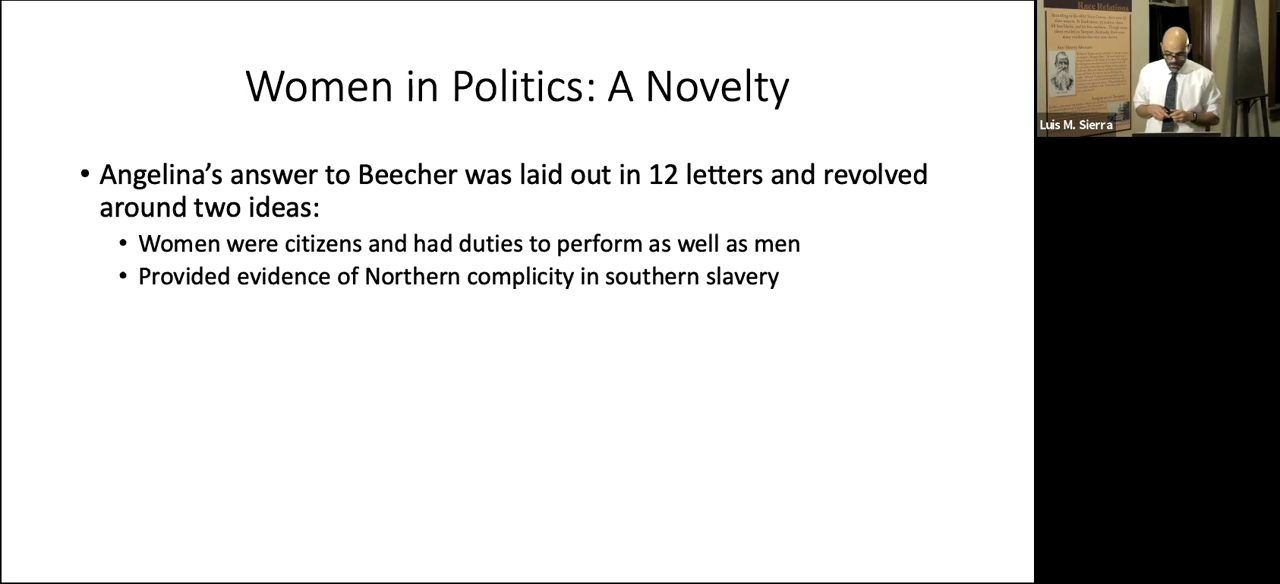 Women in Politics: A Novelty
• Angelina’s answer to Beecher was laid out in 12 letters and revolved
around two ideas:
• Women were citizens and had duties to perform as well as men
• Provided evidence of Northern complicity in southern slavery
Race Relations
Luis M. Sierra